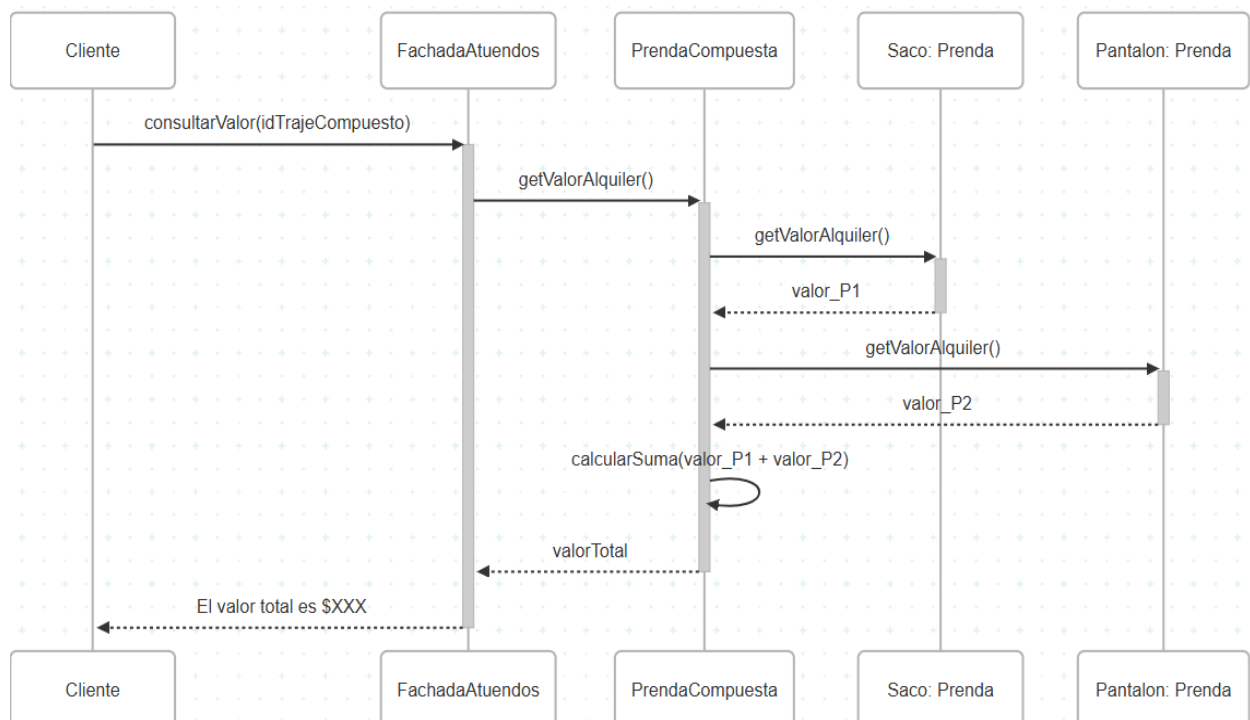 Cliente
FachadaAtuendos
PrendaCompuesta
Saco: Prenda
Pantalon: Prenda
consultarValor(idTrajeCompuesto)
getValorAlquiler()
getValorAlquiler()
valor_P1
getValorAlquiler()
valor_P2
calcularSuma(valor_P1 + valor_P2)
valorTotal
El valor total es $XXX
Cliente
FachadaAtuendos
PrendaCompuesta
Saco: Prenda
Pantalon: Prenda